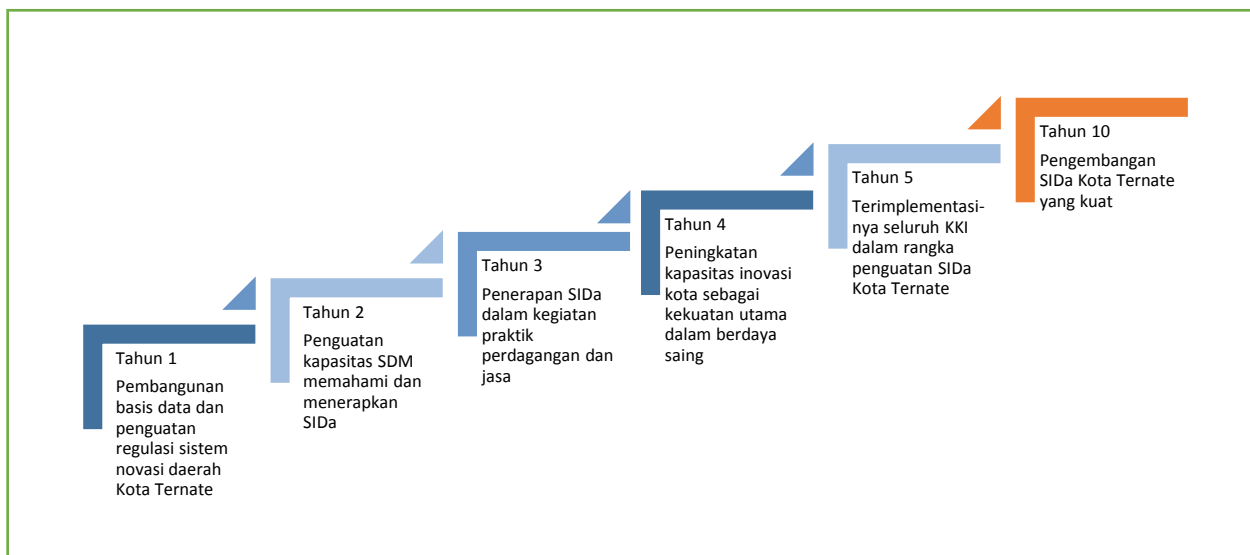 Tahun 1
Pembangunan
basis data dan
penguatan
regulasi sistem
novasi daerah
Kota Ternate
Tahun 2
Penguatan
kapasitas SDM
memahami dan
menerapkan
SIDa
Tahun 3
Penerapan SIDa
dalam kegiatan
praktik
perdagangan dan
jasa
Tahun 4
Peningkatan
kapasitas inovasi
kota sebagai
kekuatan utama
dalam berdaya
saing
Tahun 5
Terimplementasi-
nya seluruh KKI
dalam rangka
penguatan SIDa
Kota Ternate
Tahun 10
Pengembangan
SIDa Kota Ternate
yang kuat